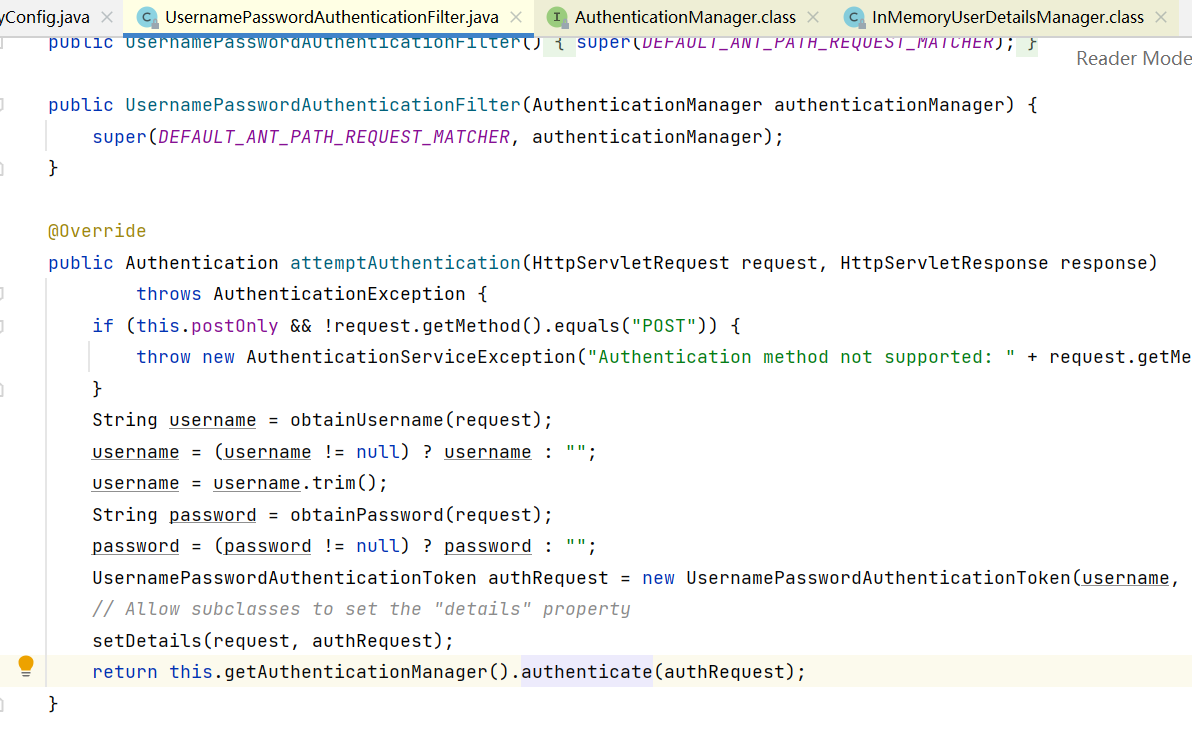 yConfig.java
UsernamePasswordAuthenticationFilter.java
AuthenticationManager.class
InMemoryUserDetailsManager.class
public UsernamePasswordAuthenticationFilter() { super(DEFAULT_ANT_PATH_REQUEST_MATCHER); }
Reader Mode
public UsernamePasswordAuthenticationFilter(AuthenticationManager authenticationManager) {
super(DEFAULT_ANT_PATH_REQUEST_MATCHER, authenticationManager);
}
@Override
public Authentication attemptAuthentication(HttpServletRequest request, HttpServletResponse response)
throws AuthenticationException {
if (this.postOnly && !request.getMethod().equals("POST")) {
throw new AuthenticationServiceException("Authentication method not supported: " + request.getMe
}
String username = obtainUsername(request);
username = (username != null) ? username : "";
username = username.trim();
String password = obtainPassword(request);
password = (password != null) ? password : "";
UsernamePasswordAuthenticationToken authRequest = new UsernamePasswordAuthenticationToken(username,
// Allow subclasses to set the "details" property
setDetails(request, authRequest);
return this.getAuthenticationManager().authenticate(authRequest);
}